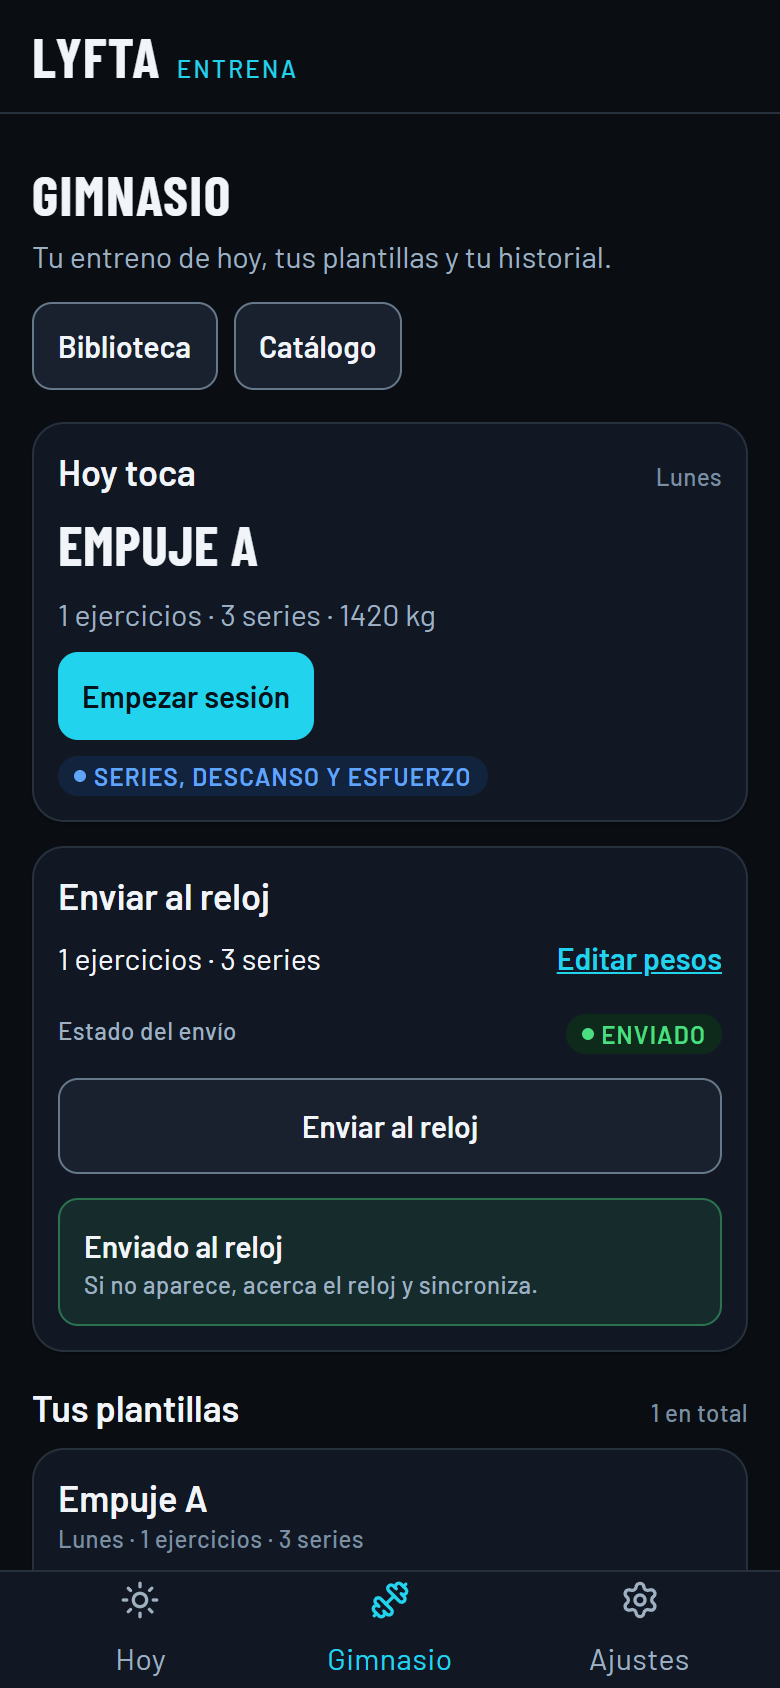 LYFTA ENTRENA
GIMNASIO
Tu entreno de hoy, tus plantillas y tu historial.
Biblioteca Catálogo
Hoy toca Lunes
EMPUJE A
1 ejercicios · 3 series · 1420 kg
Empezar sesión
SERIES, DESCANSO Y ESFUERZO
Enviar al reloj
1 ejercicios · 3 series Editar pesos
Estado del envío ENVIADO
Enviar al reloj
Enviado al reloj
Si no aparece, acerca el reloj y sincroniza.
Tus plantillas 1 en total
Empuje A
Lunes · 1 ejercicios · 3 series
Hoy Gimnasio Ajustes